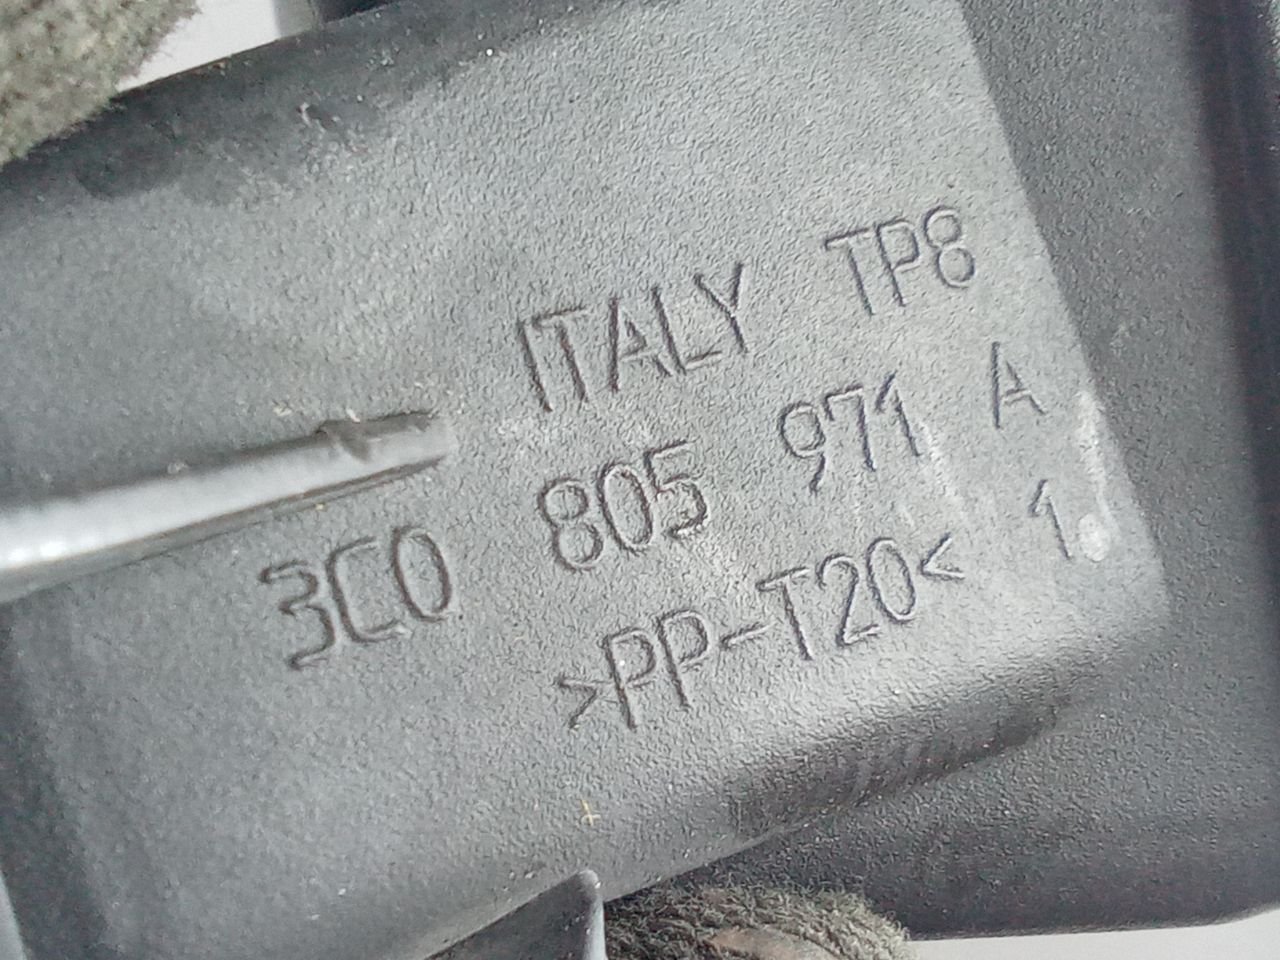 ITALY TP8
3C0 805 971 A
>PP-T20< 1.